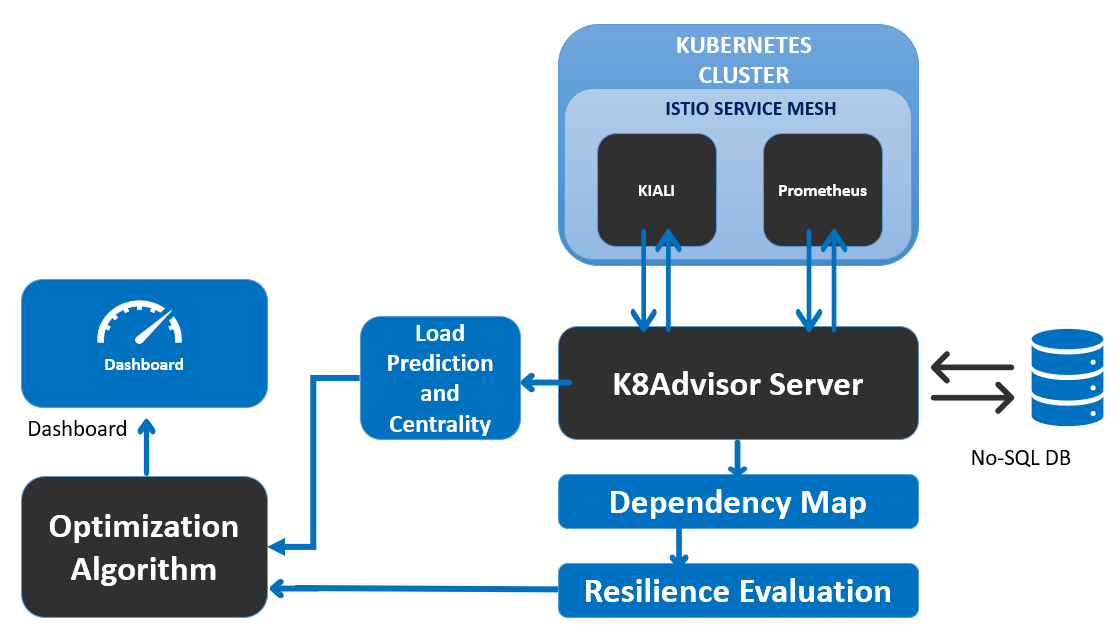 KUBERNETES
CLUSTER
ISTIO SERVICE MESH
KIALI
Prometheus
Dashboard
Dashboard
Load
Prediction
and
Centrality
K8Advisor Server
No-SQL DB
Dependency Map
Optimization
Algorithm
Resilience Evaluation